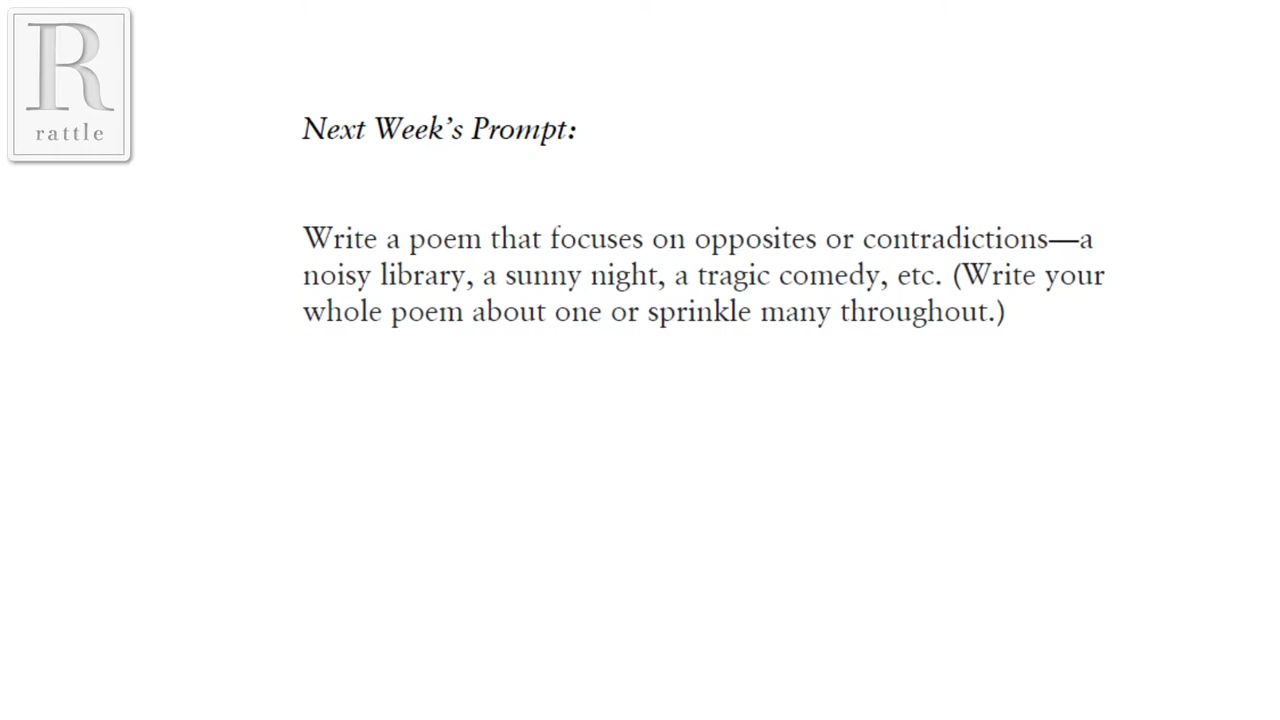 R
rattle
Next Week's Prompt:
Write a poem that focuses on opposites or contradictions—a
noisy library, a sunny night, a tragic comedy, etc. (Write your
whole poem about one or sprinkle many throughout.)